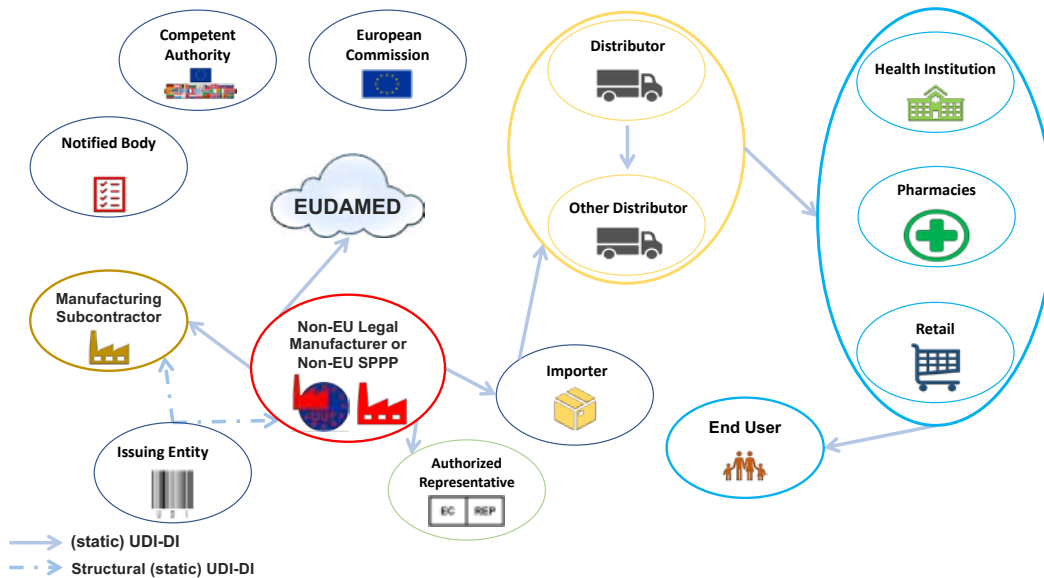 Competent
Authority
European
Commission
Distributor
Health Institution
Notified Body
EUDAMED
Other Distributor
Pharmacies
Manufacturing
Subcontractor
Non-EU Legal
Manufacturer or
Non-EU SPPP
Importer
Retail
End User
Issuing Entity
Authorized
Representative
EC REP
(static) UDI-DI
Structural (static) UDI-DI